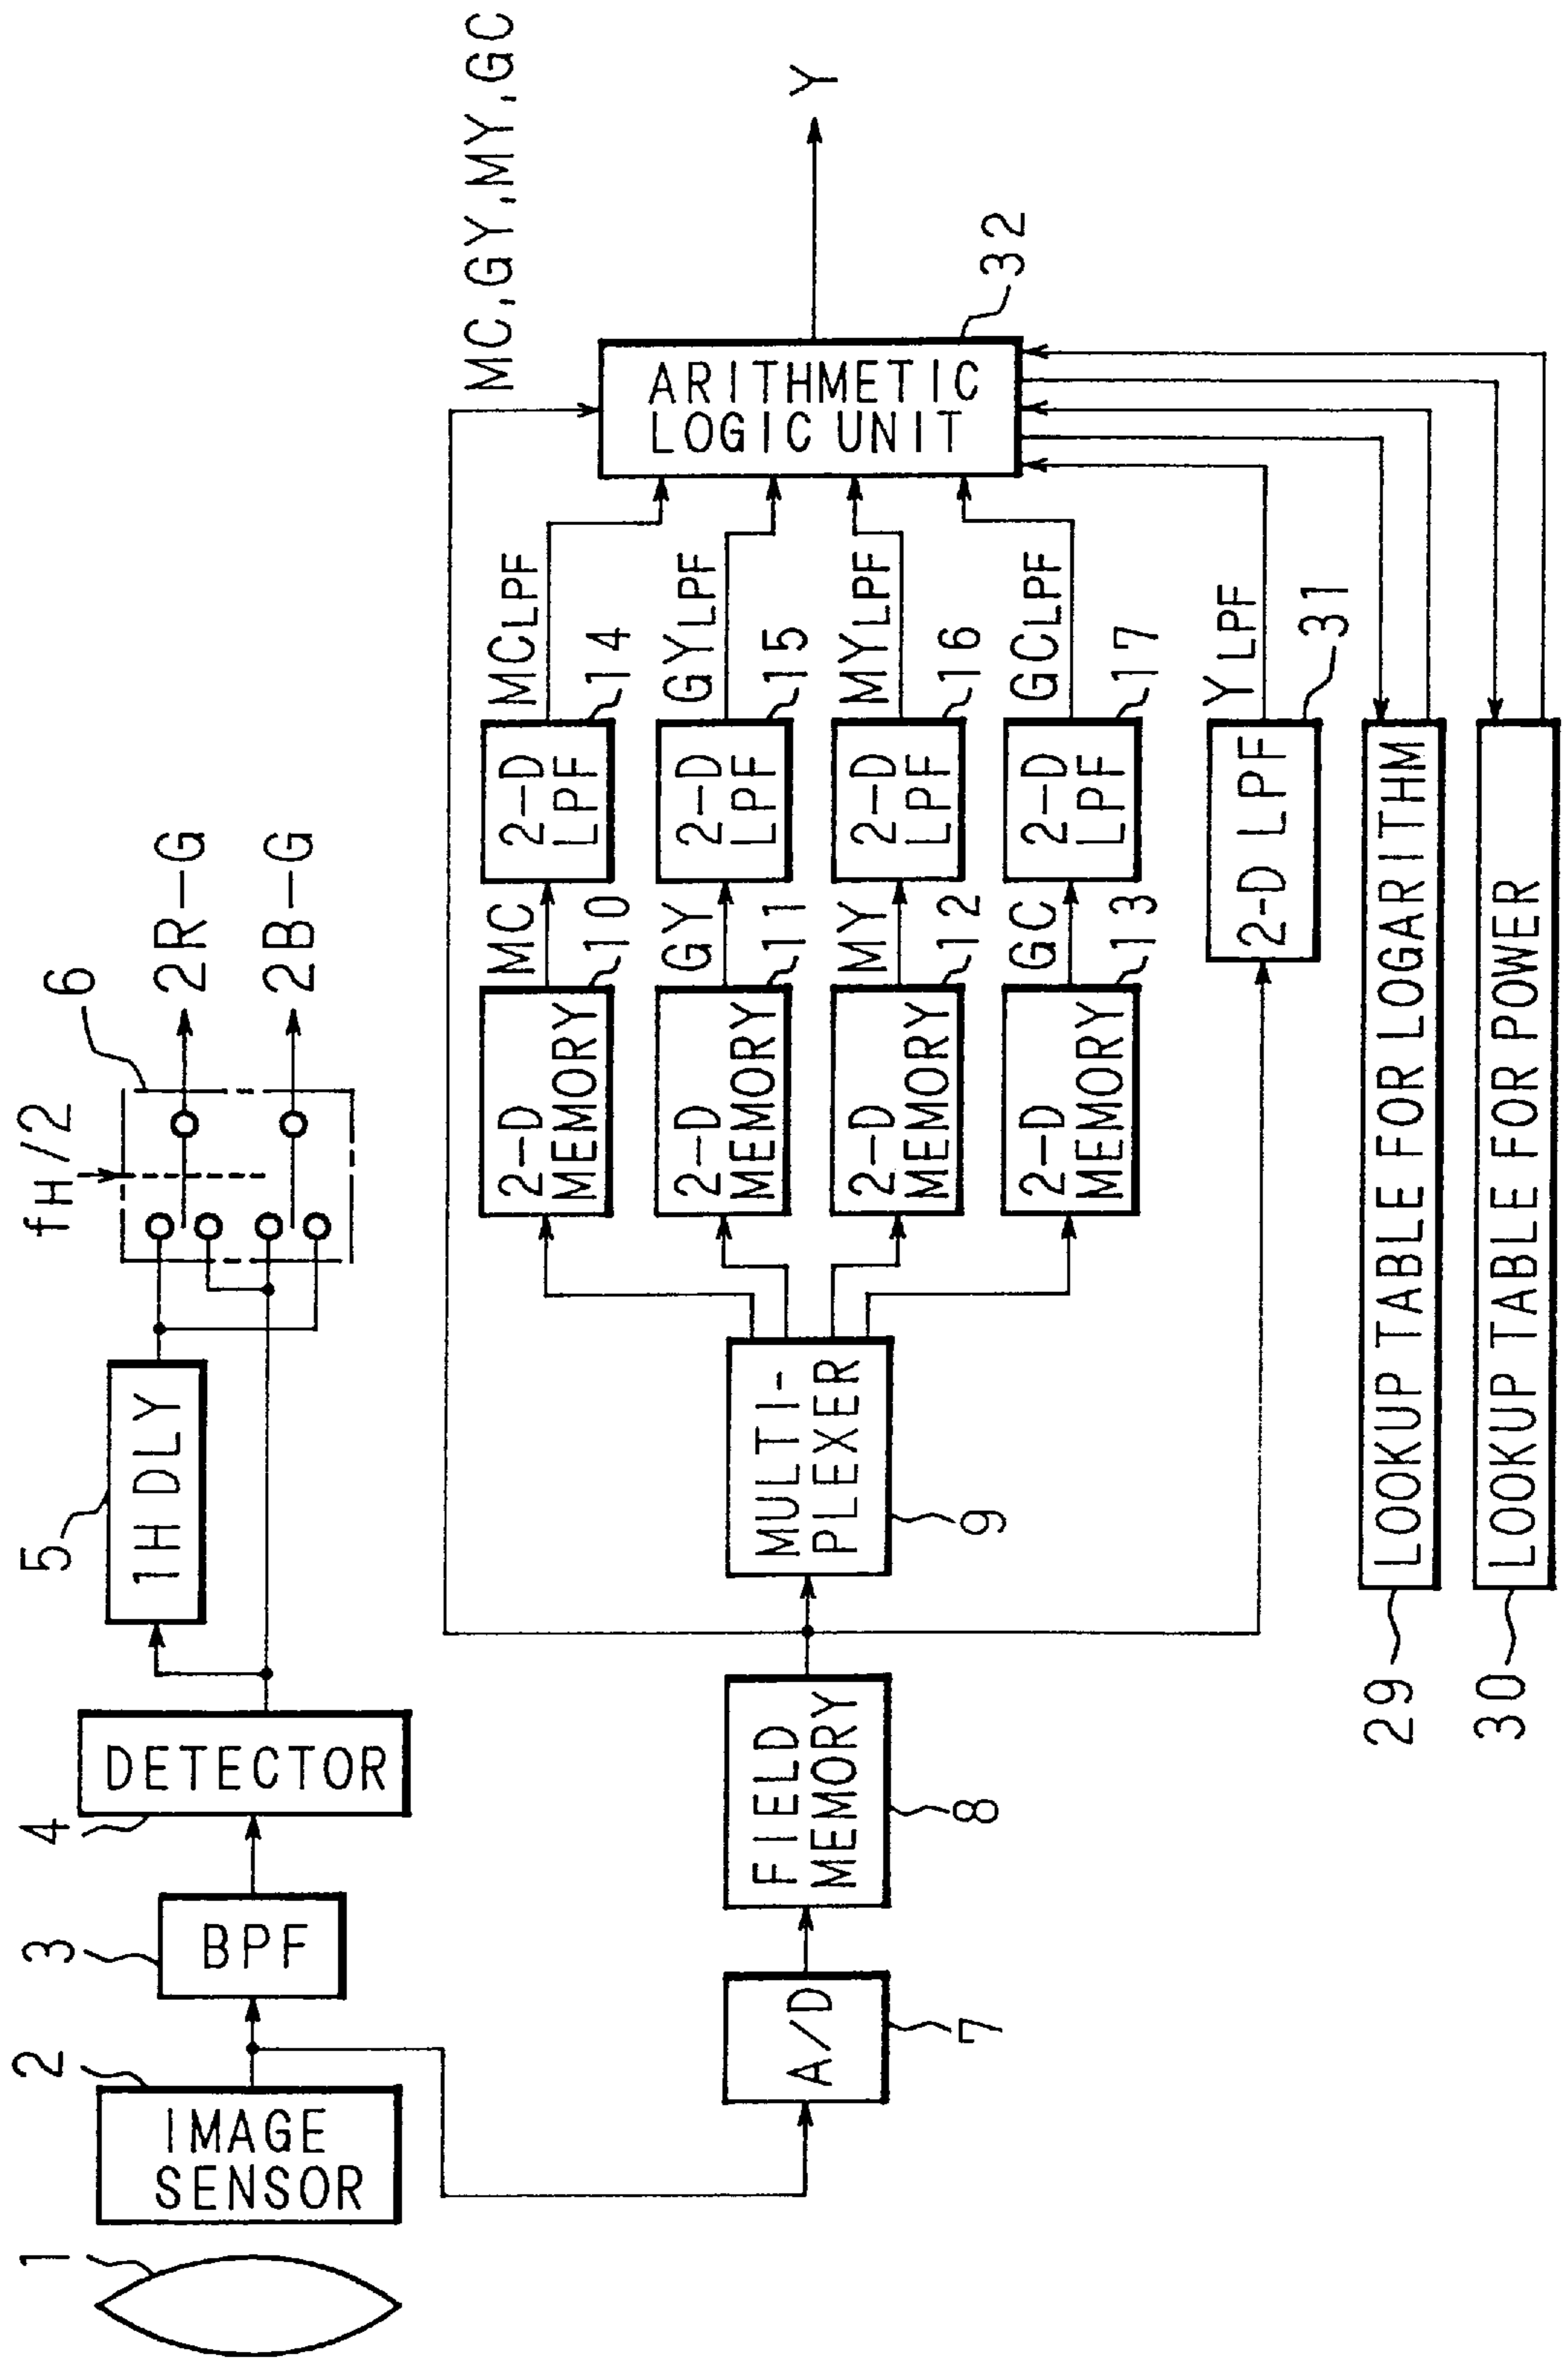 1
2
IMAGE
SENSOR
3
BPF
4
DETECTOR
5
1H DLY
fH/2
6
2R-G
2B-G
7
A/D
8
FIELD
MEMORY
9
MULTI-
PLEXER
2-D
MEMORY
10
MC
2-D
LPF
14
MCLPF
2-D
MEMORY
11
GY
2-D
LPF
15
GYLPF
2-D
MEMORY
12
MY
2-D
LPF
16
MYLPF
2-D
MEMORY
13
GC
2-D
LPF
17
GCLPF
2-D LPF
31
YLPF
MC,GY,MY,GC
ARITHMETIC
LOGIC UNIT
32
Y
29
LOOKUP TABLE FOR LOGARITHM
30
LOOKUP TABLE FOR POWER